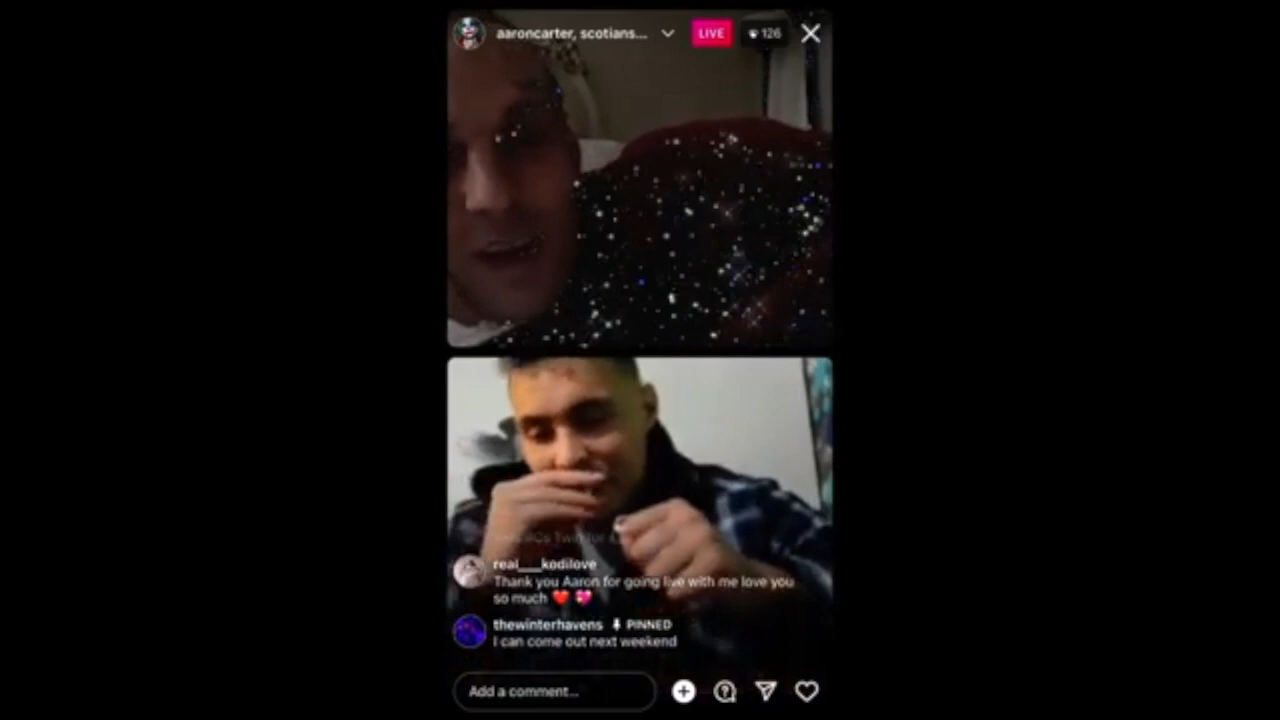 aaroncarter, scotians...
LIVE
126
real___kodilove
Thank you Aaron for going live with me love you
so much ❤️ 💖
thewinterhavens PINNED
I can come out next weekend
Add a comment...